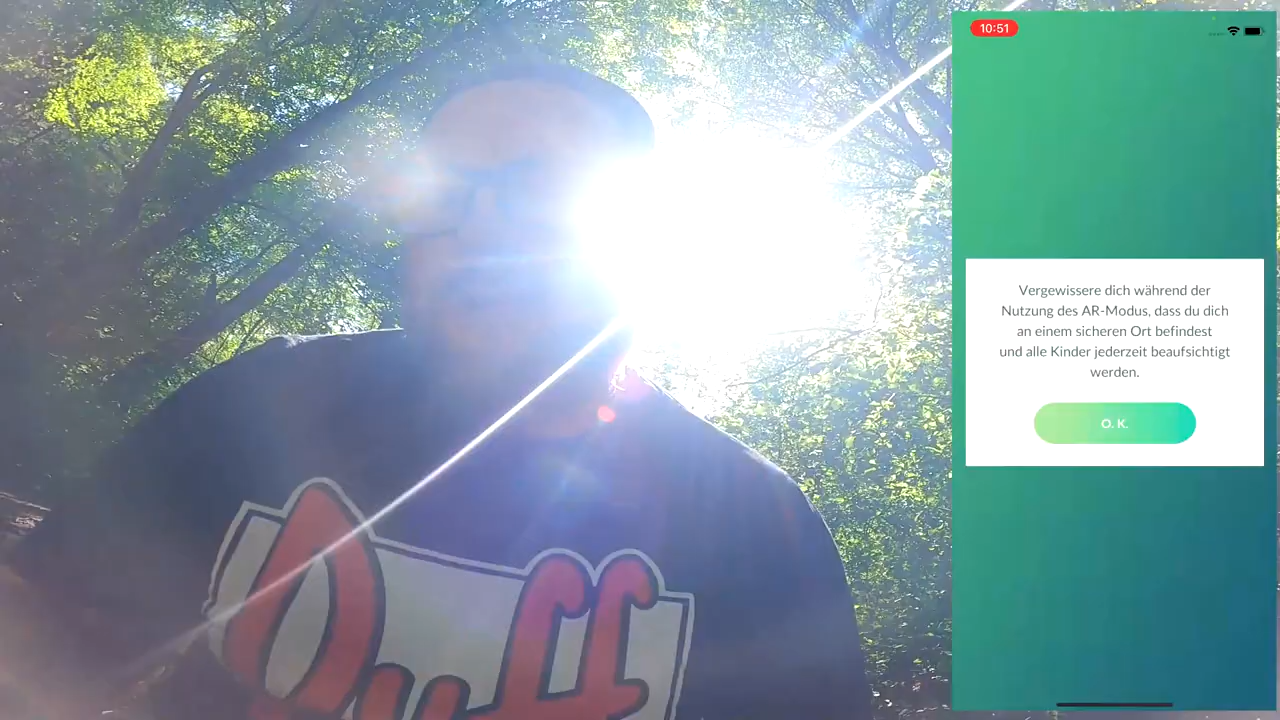 10:51
Vergewissere dich während der
Nutzung des AR-Modus, dass du dich
an einem sicheren Ort befindest
und alle Kinder jederzeit beaufsichtigt
werden.
O. K.
Duff